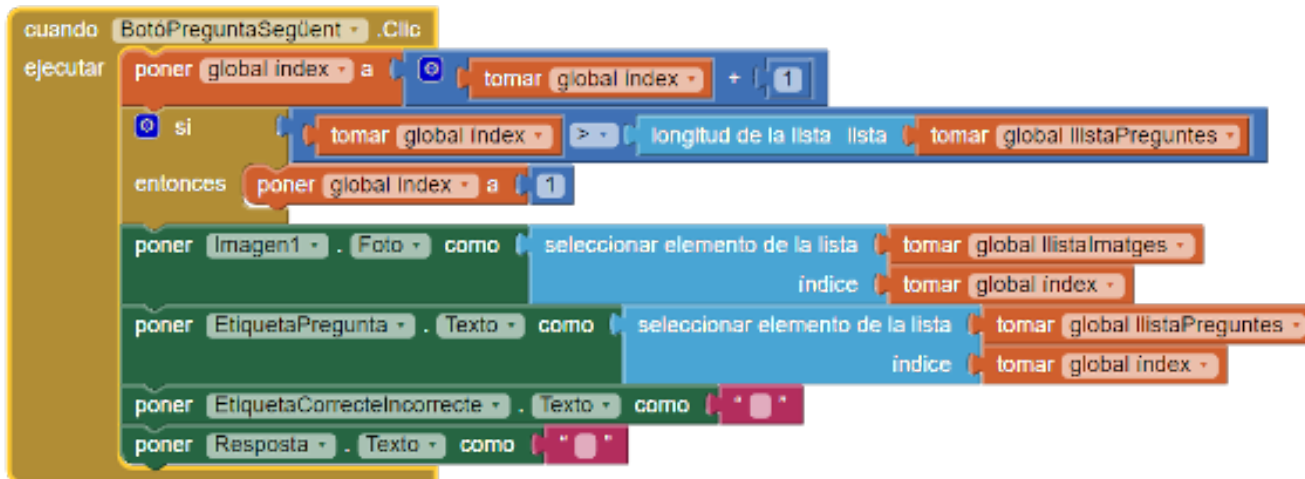 cuando BotóPreguntaSegüent .Clic
ejecutar poner global index a tomar global index + 1
si tomar global index > longitud de la lista lista tomar global llistaPreguntes
entonces poner global index a 1
poner Imagen1 . Foto como seleccionar elemento de la lista tomar global llistaImatges
índice tomar global index
poner EtiquetaPregunta . Texto como seleccionar elemento de la lista tomar global llistaPreguntes
índice tomar global index
poner EtiquetaCorrecteIncorrecte . Texto como " "
poner Resposta . Texto como " "